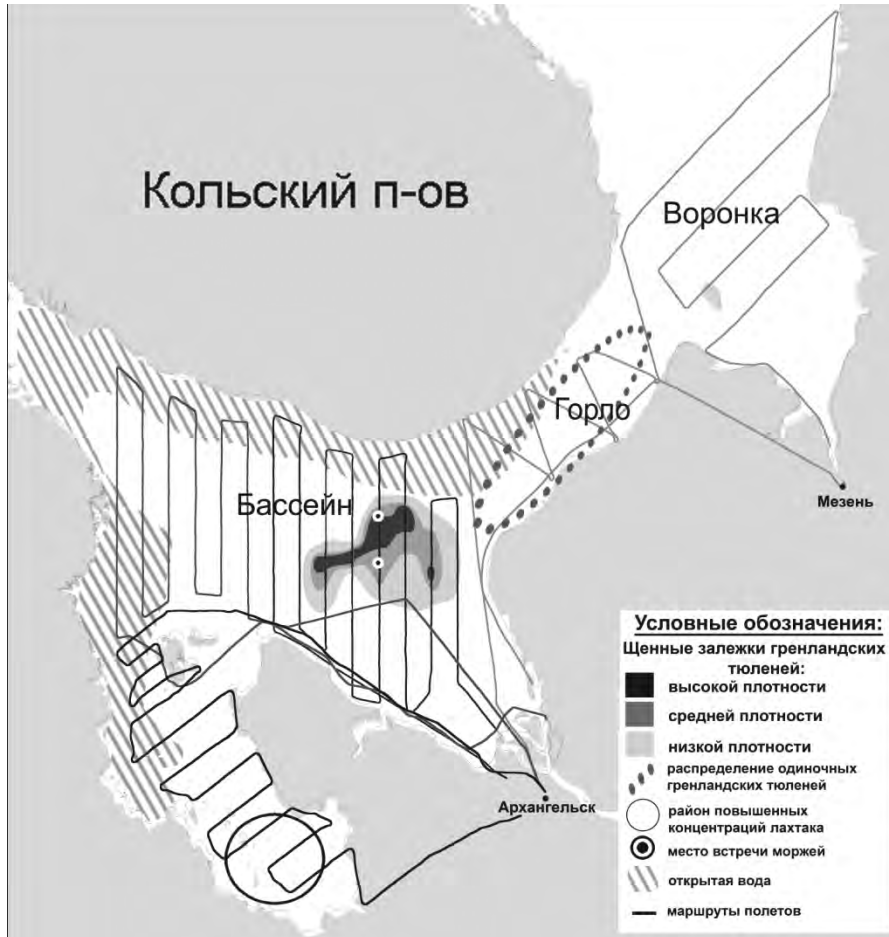 Кольский п-ов
Воронка
Горло
Бассейн
Мезень
Архангельск
Условные обозначения:
Щенные залежки гренландских
тюленей:
высокой плотности
средней плотности
низкой плотности
распределение одиночных
гренландских тюленей
район повышенных
концентраций лахтака
место встречи моржей
открытая вода
маршруты полетов